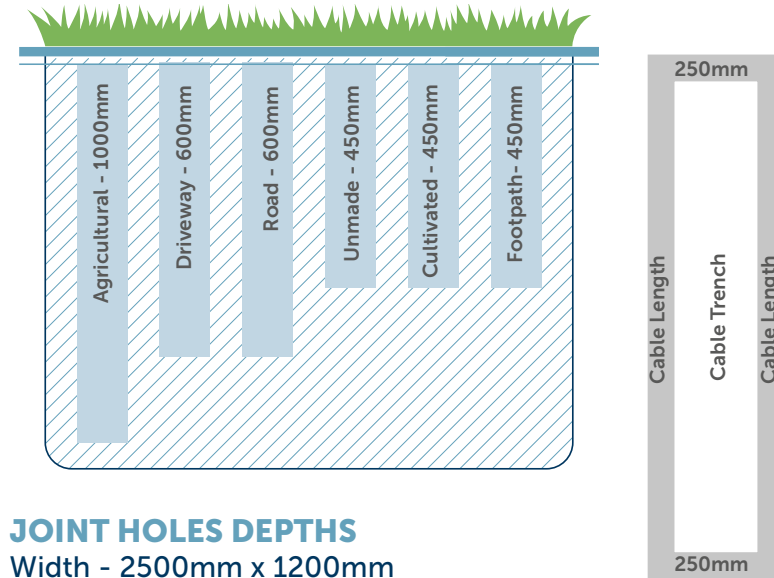 Agricultural - 1000mm
Driveway - 600mm
Road - 600mm
Unmade - 450mm
Cultivated - 450mm
Footpath- 450mm
250mm
Cable Length
Cable Trench
Cable Length
250mm
JOINT HOLES DEPTHS
Width - 2500mm x 1200mm